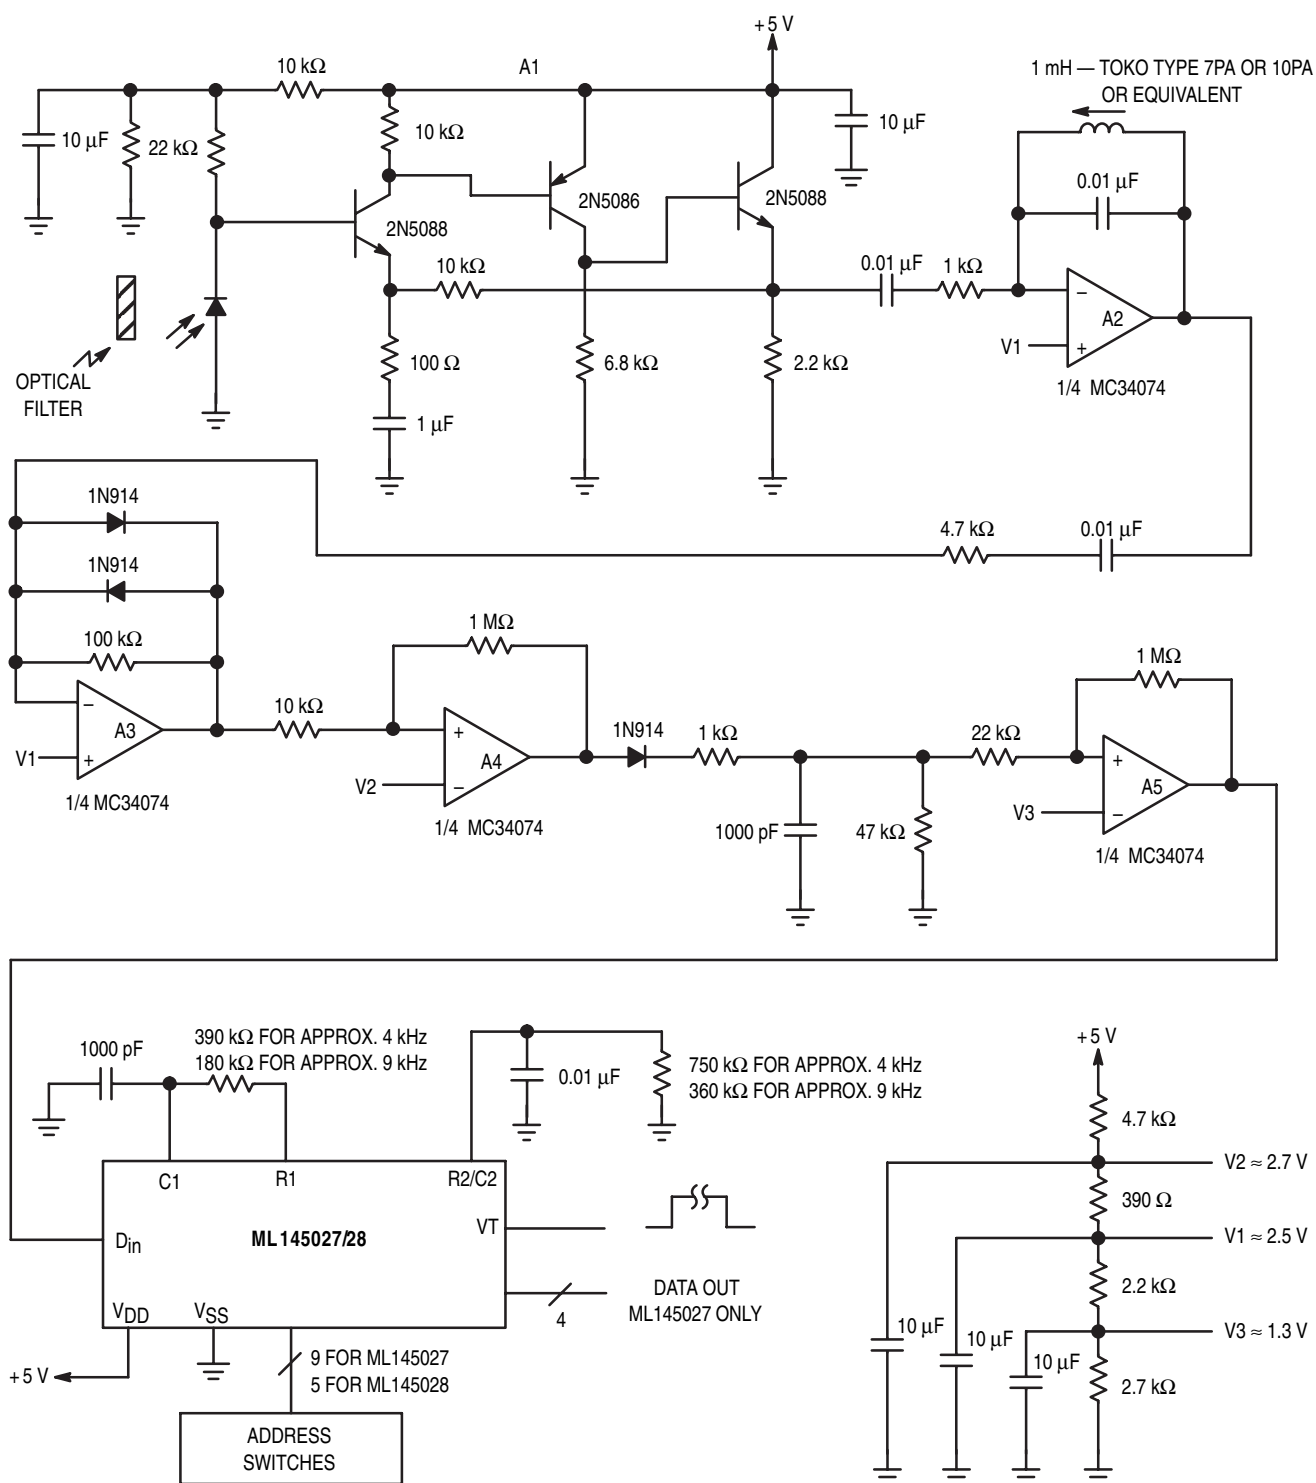 +5 V
10 kΩ
A1
1 mH — TOKO TYPE 7PA OR 10PA
OR EQUIVALENT
10 µF
22 kΩ
10 kΩ
10 µF
2N5088
2N5086
2N5088
0.01 µF
10 kΩ
0.01 µF
1 kΩ
–
A2
V1
+
1/4 MC34074
OPTICAL
FILTER
100 Ω
6.8 kΩ
2.2 kΩ
1 µF
1N914
1N914
100 kΩ
4.7 kΩ
0.01 µF
–
A3
V1
+
1/4 MC34074
10 kΩ
1 MΩ
+
A4
V2
–
1/4 MC34074
1N914
1 kΩ
1000 pF
47 kΩ
22 kΩ
1 MΩ
+
A5
V3
–
1/4 MC34074
1000 pF
390 kΩ FOR APPROX. 4 kHz
180 kΩ FOR APPROX. 9 kHz
0.01 µF
750 kΩ FOR APPROX. 4 kHz
360 kΩ FOR APPROX. 9 kHz
C1
R1
R2/C2
Din
ML145027/28
VT
VDD
VSS
4
DATA OUT
ML145027 ONLY
+5 V
9 FOR ML145027
5 FOR ML145028
ADDRESS
SWITCHES
+5 V
4.7 kΩ
V2 ≈ 2.7 V
390 Ω
V1 ≈ 2.5 V
2.2 kΩ
V3 ≈ 1.3 V
10 µF
10 µF
10 µF
2.7 kΩ